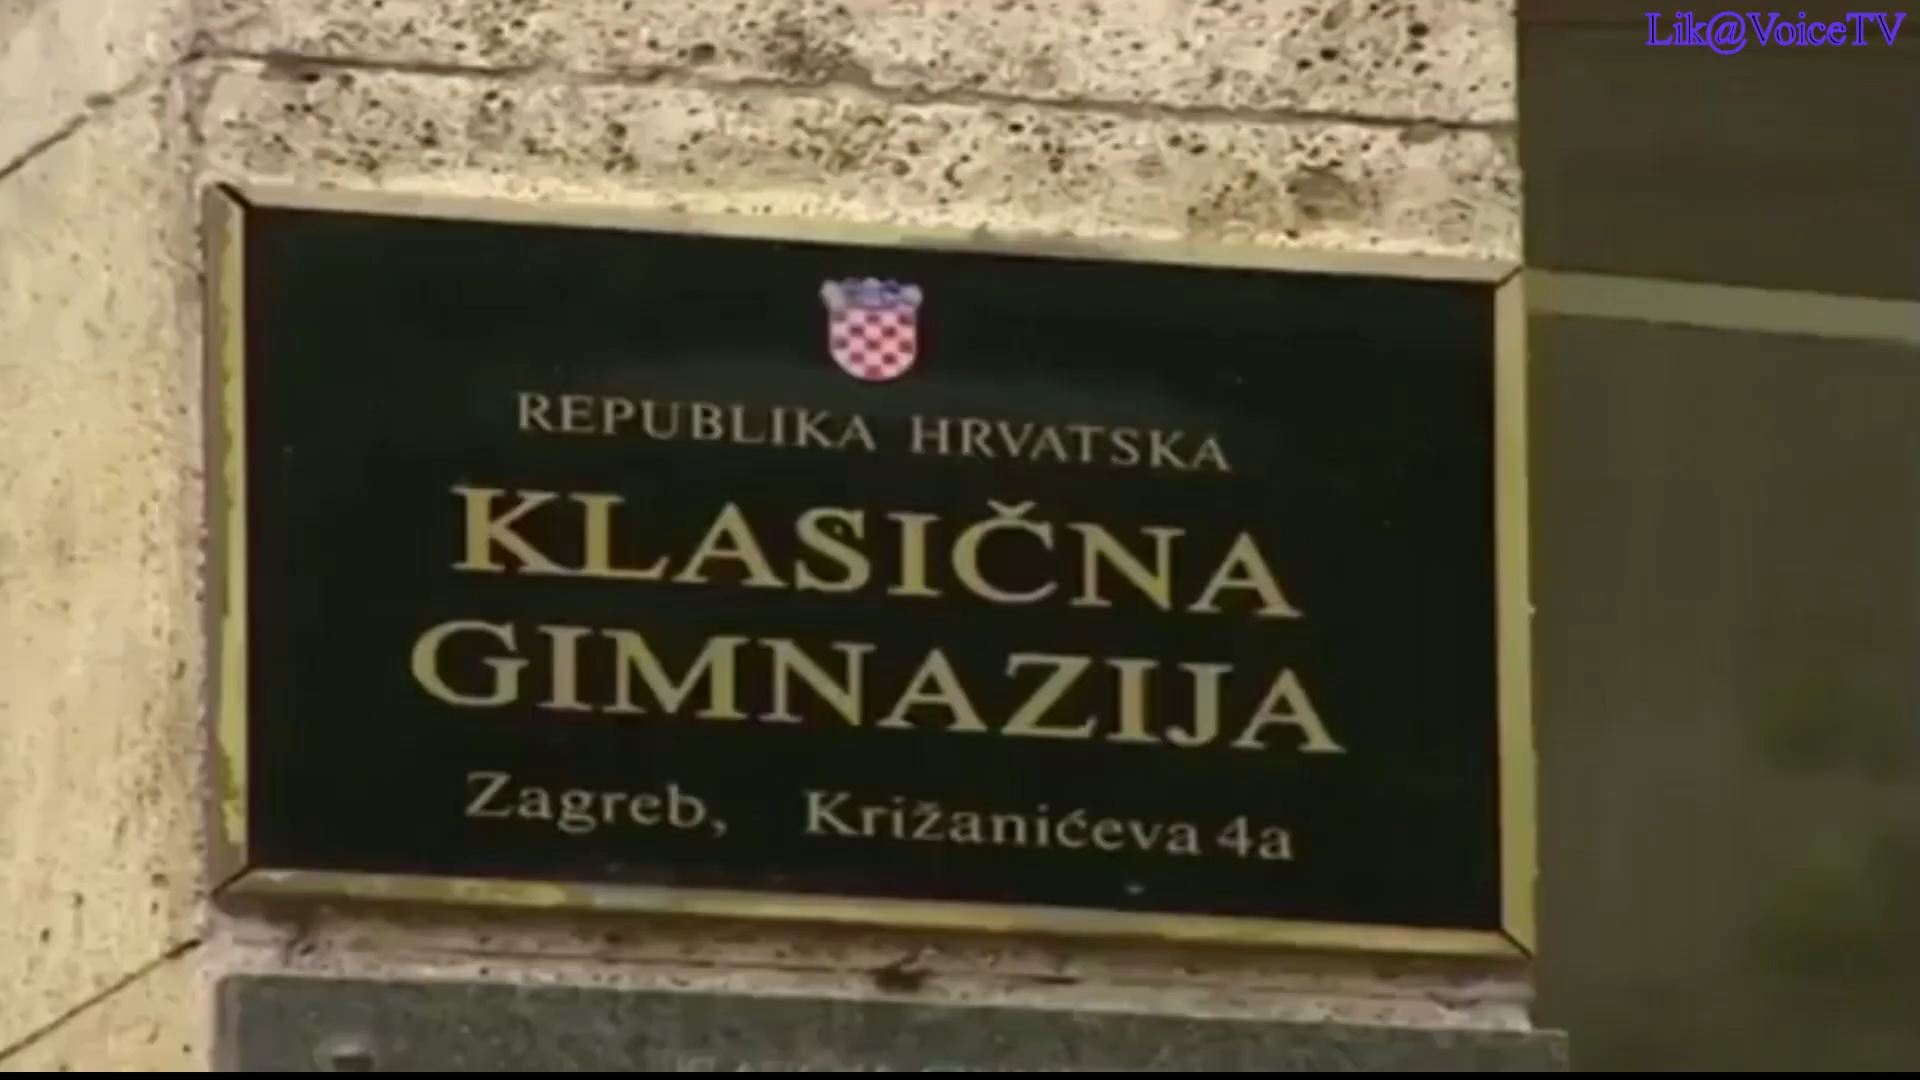 Lik@VoiceTV
REPUBLIKA HRVATSKA
KLASIČNA
GIMNAZIJA
Zagreb, Križanićeva 4a